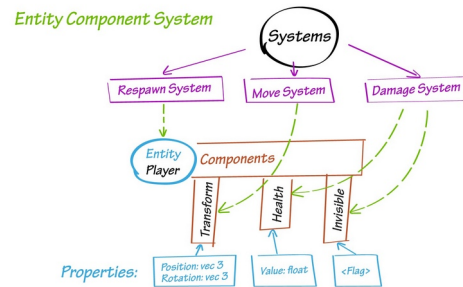 Entity Component System
Systems
Respawn System
Move System
Damage System
Entity
Player
Components
Transform
Health
Invisible
Properties:
Position: vec 3
Rotation: vec 3
Value: float
<Flag>